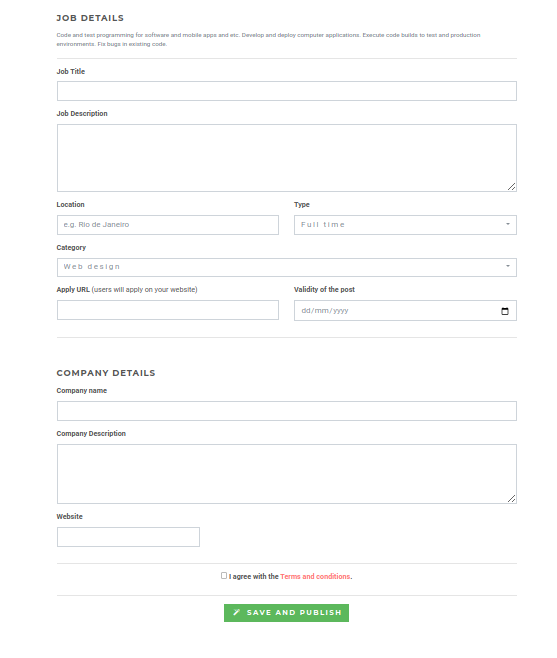 JOB DETAILS
Code and test programming for software and mobile apps and etc. Develop and deploy computer applications. Execute code builds to test and production
environments. Fix bugs in existing code.
Job Title
Job Description
Location
Type
e.g. Rio de Janeiro
Full time
Category
Web design
Apply URL (users will apply on your website)
Validity of the post
dd/mm/yyyy
COMPANY DETAILS
Company name
Company Description
Website
I agree with the Terms and conditions.
SAVE AND PUBLISH